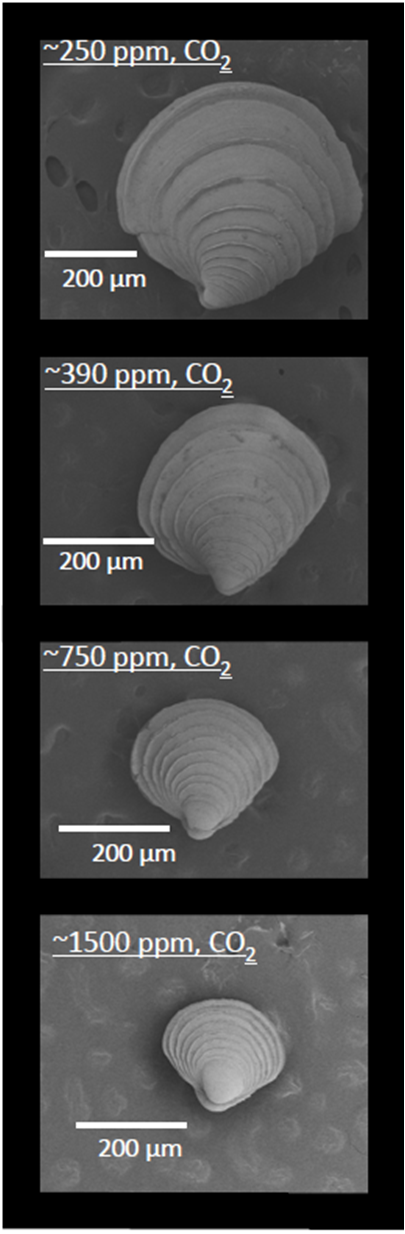 ~250 ppm, CO₂
200 µm
~390 ppm, CO₂
200 µm
~750 ppm, CO₂
200 µm
~1500 ppm, CO₂
200 µm